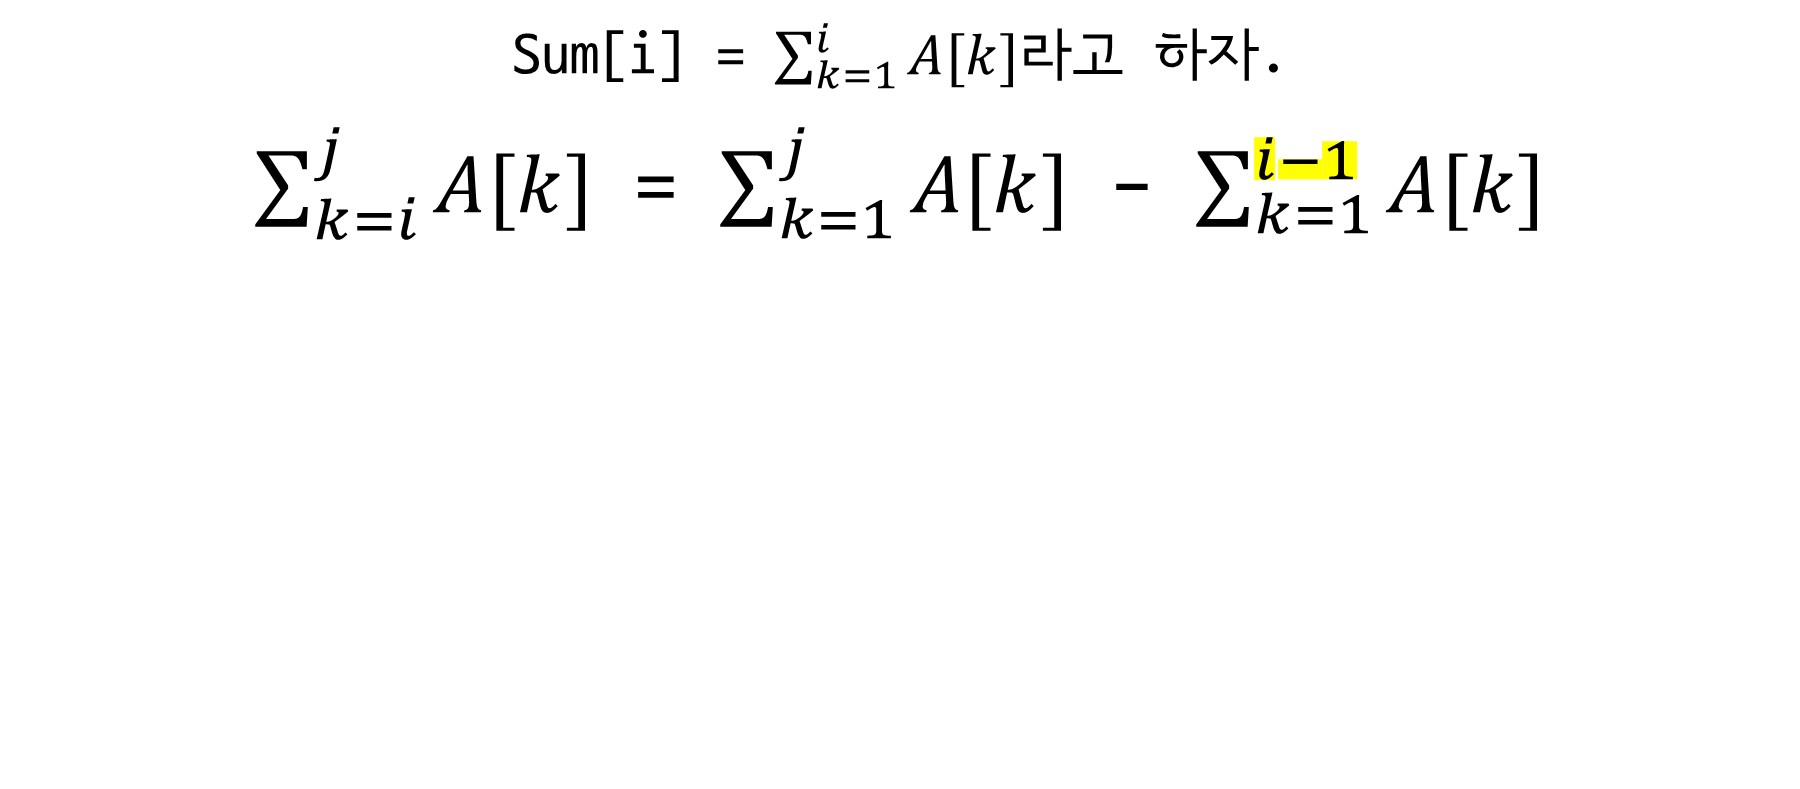 Sum[i] = ∑_{k=1}^{i} A[k]라고 하자.
∑_{k=i}^{j} A[k] = ∑_{k=1}^{j} A[k] - ∑_{k=1}^{i-1} A[k]